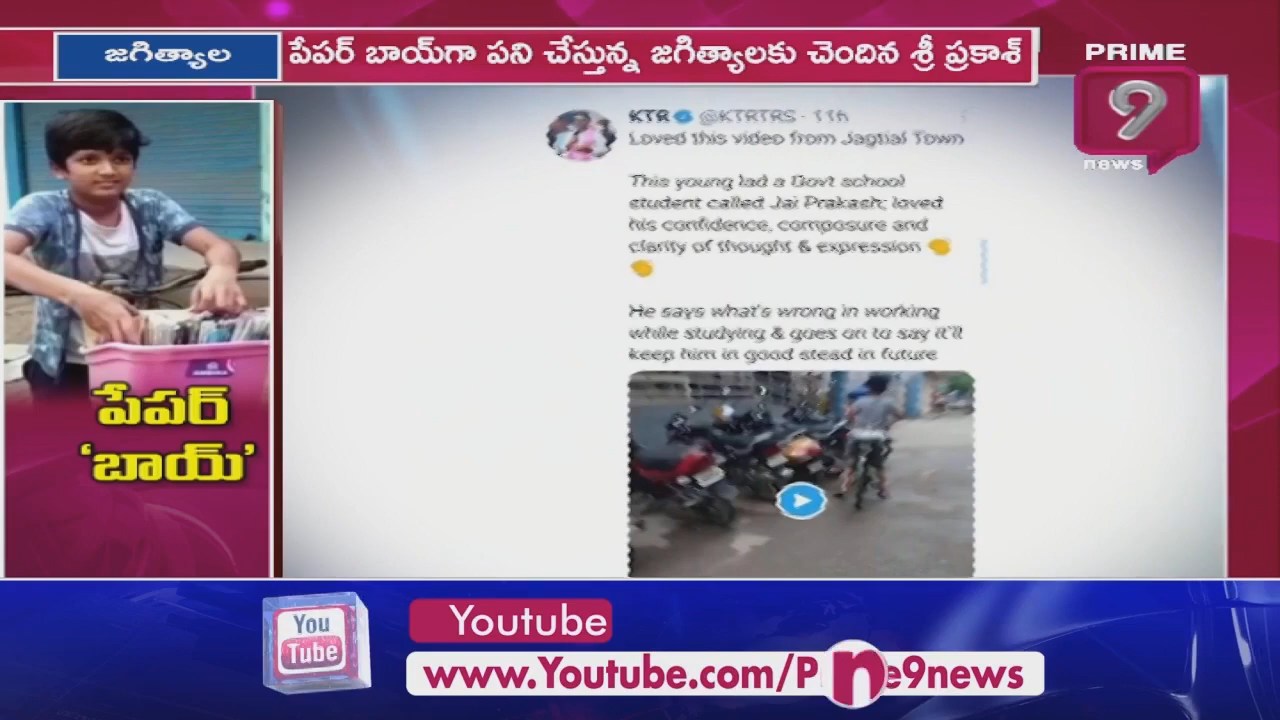 జగిత్యాల
పేపర్ బాయ్‌గా పని చేస్తున్న జగిత్యాలకు చెందిన శ్రీ ప్రకాశ్
PRIME
9
news
KTR @KTRTRS · 11h
Loved this video from Jagtial Town
This young lad a Govt school
student called Jai Prakash; loved
his confidence, composure and
clarity of thought & expression 👏
👏
He says what's wrong in working
while studying & goes on to say it'll
keep him in good stead in future
పేపర్
‘బాయ్’
You
Tube
Youtube
www.Youtube.com/P n e9news